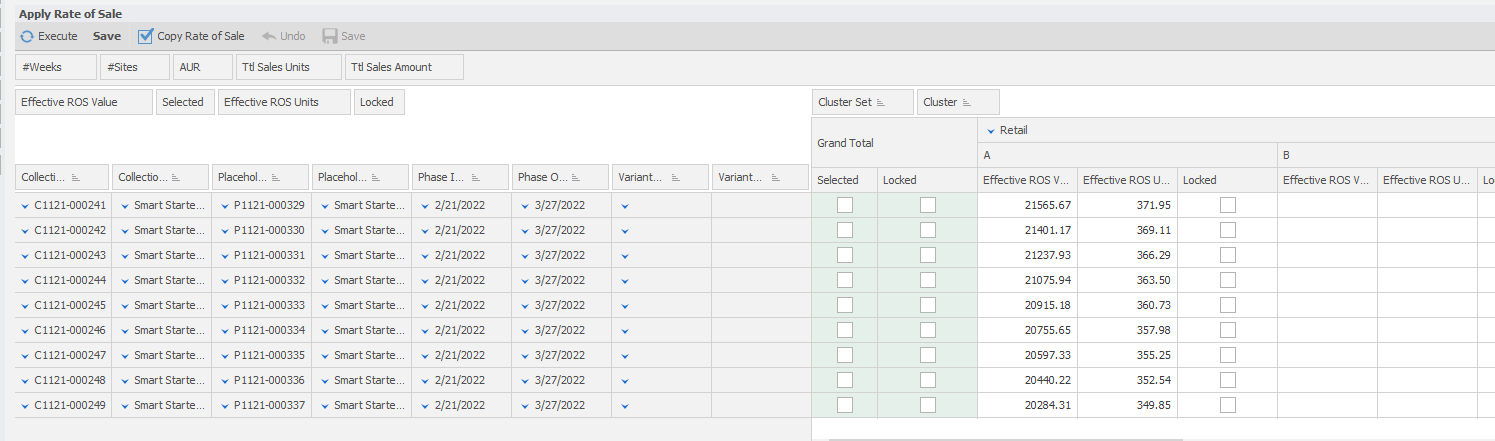 Apply Rate of Sale
Execute Save Copy Rate of Sale Undo Save
#Weeks #Sites AUR Ttl Sales Units Ttl Sales Amount
Effective ROS Value Selected Effective ROS Units Locked Cluster Set Cluster
Grand Total Retail
A B
Collecti... Collectio... Placehol... Placehol... Phase I... Phase O... Variant... Variant... Selected Locked Effective ROS V... Effective ROS U... Locked Effective ROS V... Effective ROS U... Lo
C1121-000241 Smart Starte... P1121-000329 Smart Starte... 2/21/2022 3/27/2022 21565.67 371.95
C1121-000242 Smart Starte... P1121-000330 Smart Starte... 2/21/2022 3/27/2022 21401.17 369.11
C1121-000243 Smart Starte... P1121-000331 Smart Starte... 2/21/2022 3/27/2022 21237.93 366.29
C1121-000244 Smart Starte... P1121-000332 Smart Starte... 2/21/2022 3/27/2022 21075.94 363.50
C1121-000245 Smart Starte... P1121-000333 Smart Starte... 2/21/2022 3/27/2022 20915.18 360.73
C1121-000246 Smart Starte... P1121-000334 Smart Starte... 2/21/2022 3/27/2022 20755.65 357.98
C1121-000247 Smart Starte... P1121-000335 Smart Starte... 2/21/2022 3/27/2022 20597.33 355.25
C1121-000248 Smart Starte... P1121-000336 Smart Starte... 2/21/2022 3/27/2022 20440.22 352.54
C1121-000249 Smart Starte... P1121-000337 Smart Starte... 2/21/2022 3/27/2022 20284.31 349.85